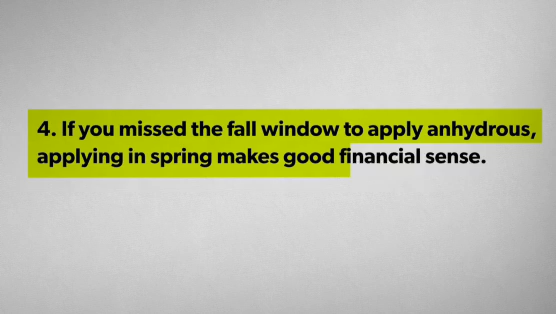 4. If you missed the fall window to apply anhydrous,
applying in spring makes good financial sense.